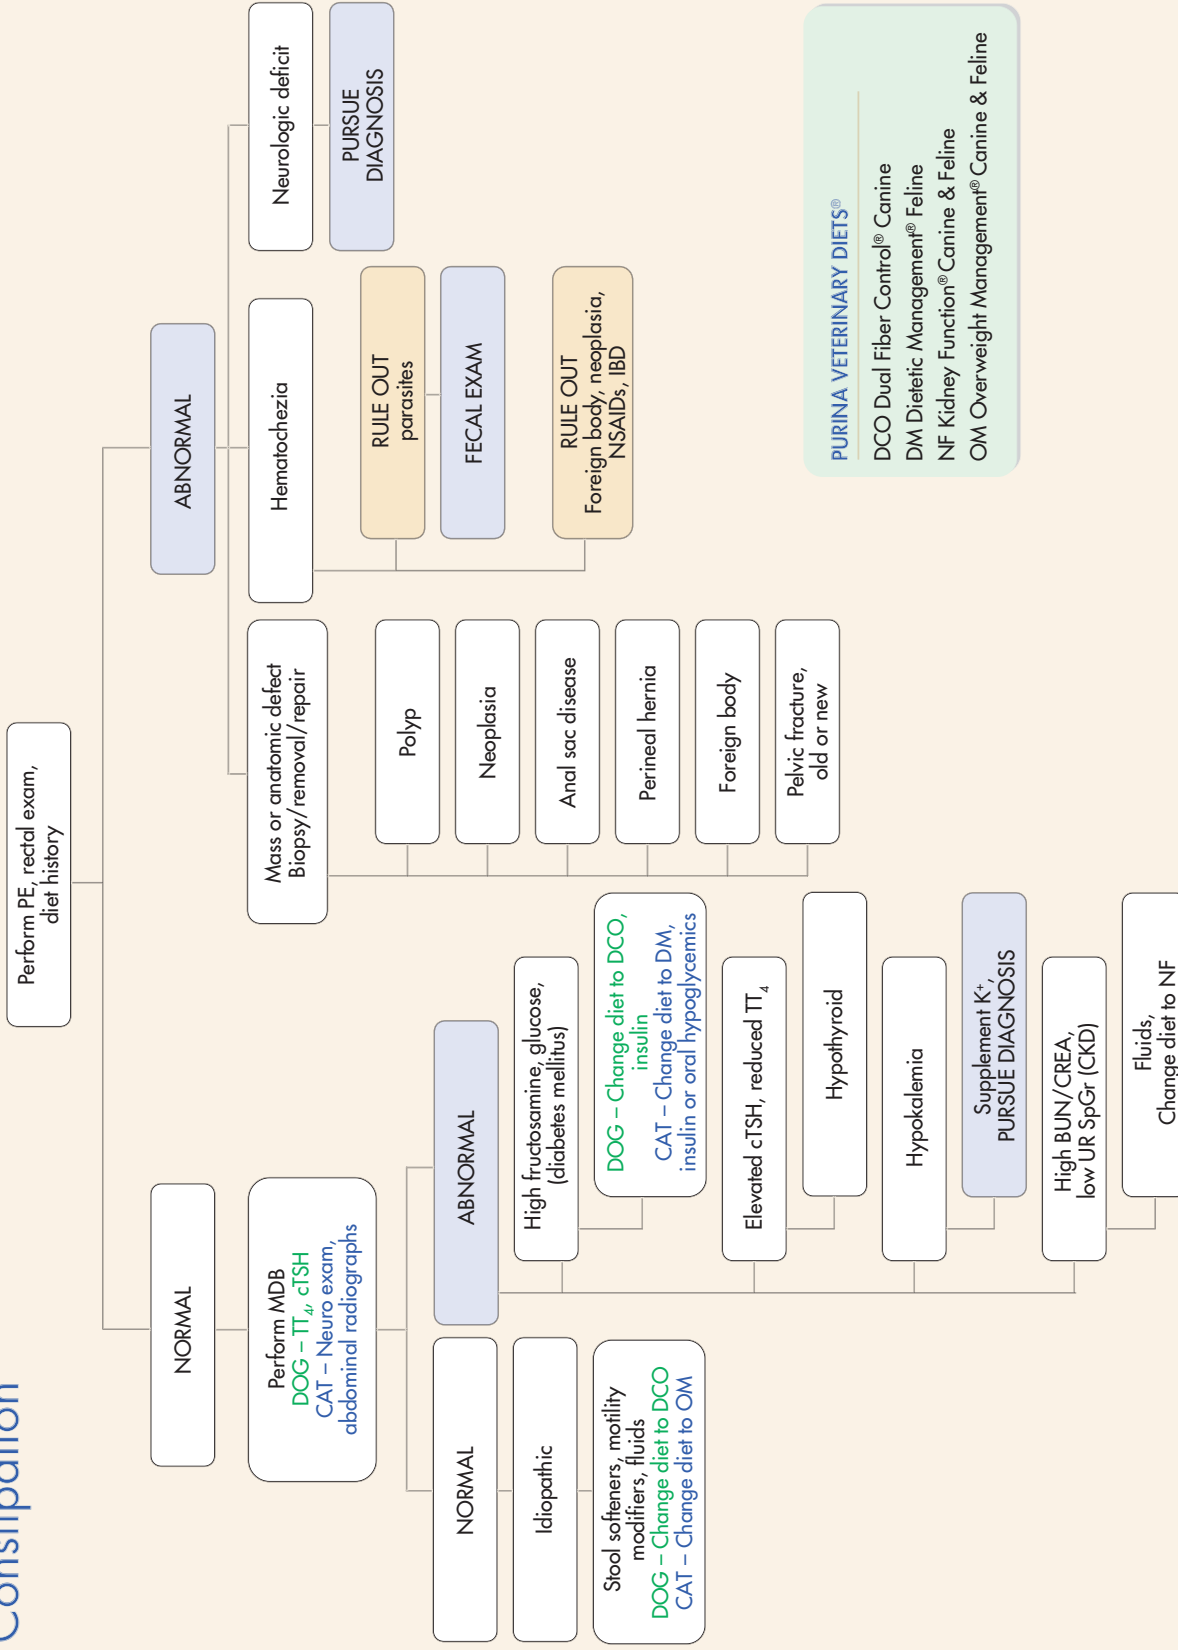 Constipation
Perform PE, rectal exam,
diet history
NORMAL
Perform MDB
DOG – TT4, cTSH
CAT – Neuro exam,
abdominal radiographs
NORMAL
Idiopathic
Stool softeners, motility
modifiers, fluids
DOG – Change diet to DCO
CAT – Change diet to OM
ABNORMAL
High fructosamine, glucose,
(diabetes mellitus)
DOG – Change diet to DCO,
insulin
CAT – Change diet to DM,
insulin or oral hypoglycemics
Elevated cTSH, reduced TT4
Hypothyroid
Hypokalemia
Supplement K+,
PURSUE DIAGNOSIS
High BUN/CREA,
low UR SpGr (CKD)
Fluids,
Change diet to NF
ABNORMAL
Mass or anatomic defect
Biopsy/removal/repair
Polyp
Neoplasia
Anal sac disease
Perineal hernia
Foreign body
Pelvic fracture,
old or new
Hematochezia
RULE OUT
parasites
FECAL EXAM
RULE OUT
Foreign body, neoplasia,
NSAIDs, IBD
Neurologic deficit
PURSUE
DIAGNOSIS
PURINA VETERINARY DIETS®
DCO Dual Fiber Control® Canine
DM Dietetic Management® Feline
NF Kidney Function® Canine & Feline
OM Overweight Management® Canine & Feline